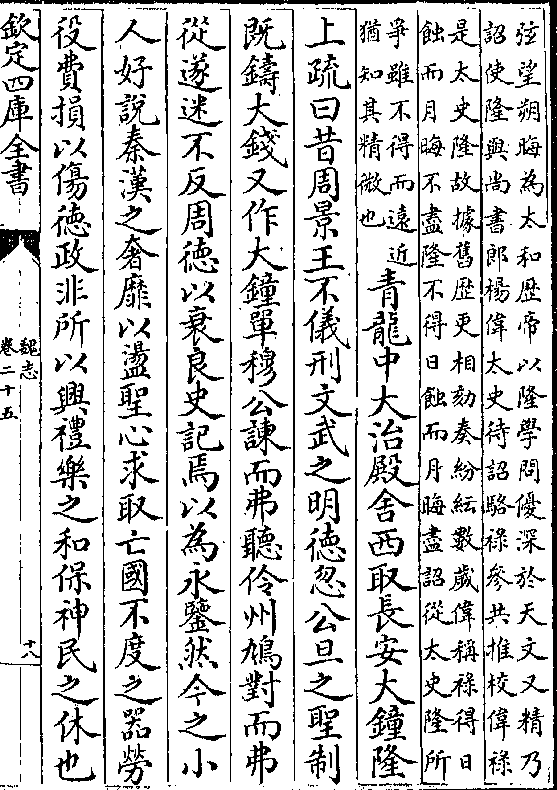 弦望朔晦為太和歴帝以隆學問優深於天文又精乃
詔使隆與尚書郎楊偉太史待詔駱祿參共推校偉祿
是太史隆故據舊歴更相劾奏紛紜數歲偉稱祿得日
蝕而月晦不盡隆不得日蝕而月晦盡詔從太史隆所
爭雖不得而遠近
猶知其精微也
青龍中大治殿舍西取長安大鐘隆
上疏曰昔周景王不儀刑文武之明徳忽公旦之聖制
既鑄大錢又作大鐘單穆公諫而弗聽伶州鳩對而弗
從遂迷不反周徳以衰良史記焉以為永鑒然今之小
人好說秦漢之奢靡以盪聖心求取亡國不度之器勞
役費損以傷徳政非所以興禮樂之和保神民之休也
欽定四庫全書
魏志
卷二十五
十八